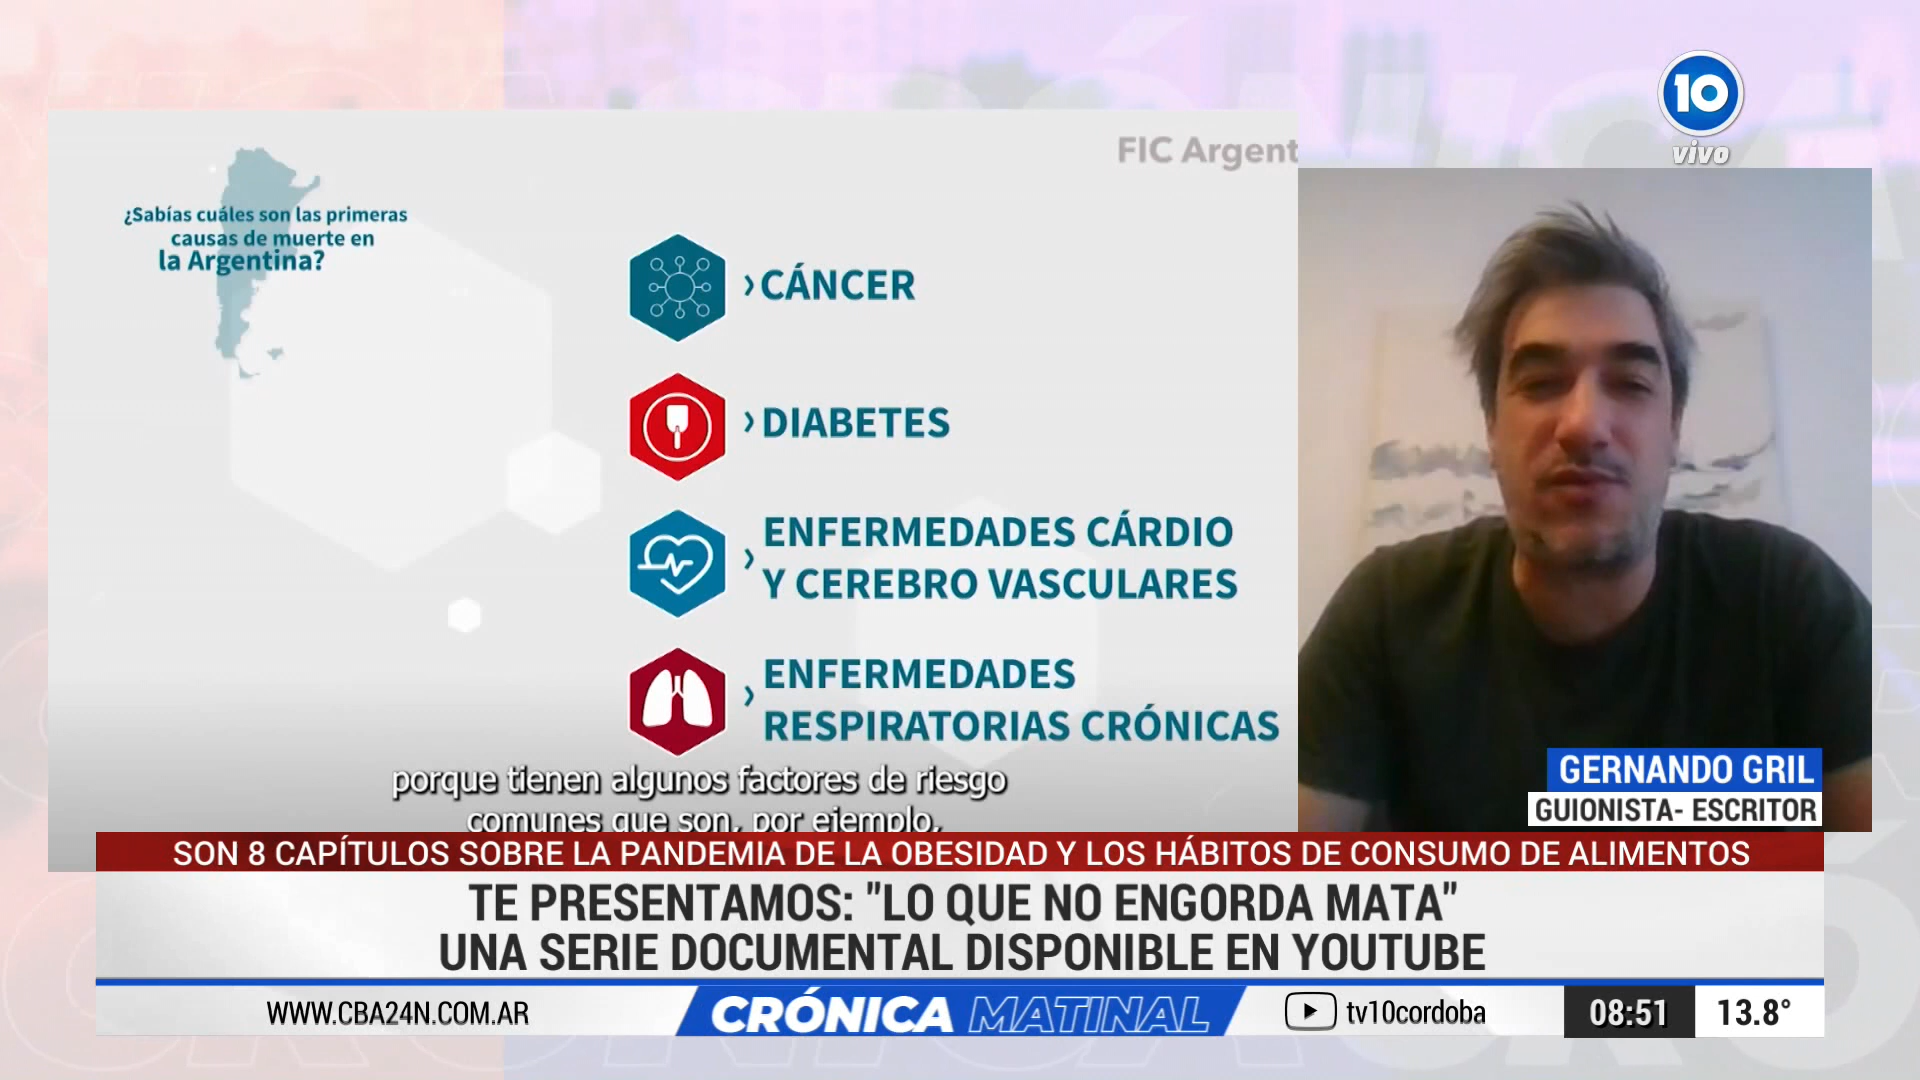 10
vivo
FIC Argent
¿Sabías cuáles son las primeras
causas de muerte en
la Argentina?
› CÁNCER
› DIABETES
› ENFERMEDADES CÁRDIO
Y CEREBRO VASCULARES
› ENFERMEDADES
RESPIRATORIAS CRÓNICAS
porque tienen algunos factores de riesgo
comunes que son, por ejemplo,
GERNANDO GRIL
GUIONISTA- ESCRITOR
SON 8 CAPÍTULOS SOBRE LA PANDEMIA DE LA OBESIDAD Y LOS HÁBITOS DE CONSUMO DE ALIMENTOS
TE PRESENTAMOS: "LO QUE NO ENGORDA MATA"
UNA SERIE DOCUMENTAL DISPONIBLE EN YOUTUBE
WWW.CBA24N.COM.AR
CRÓNICA MATINAL
tv10cordoba
08:51
13.8°